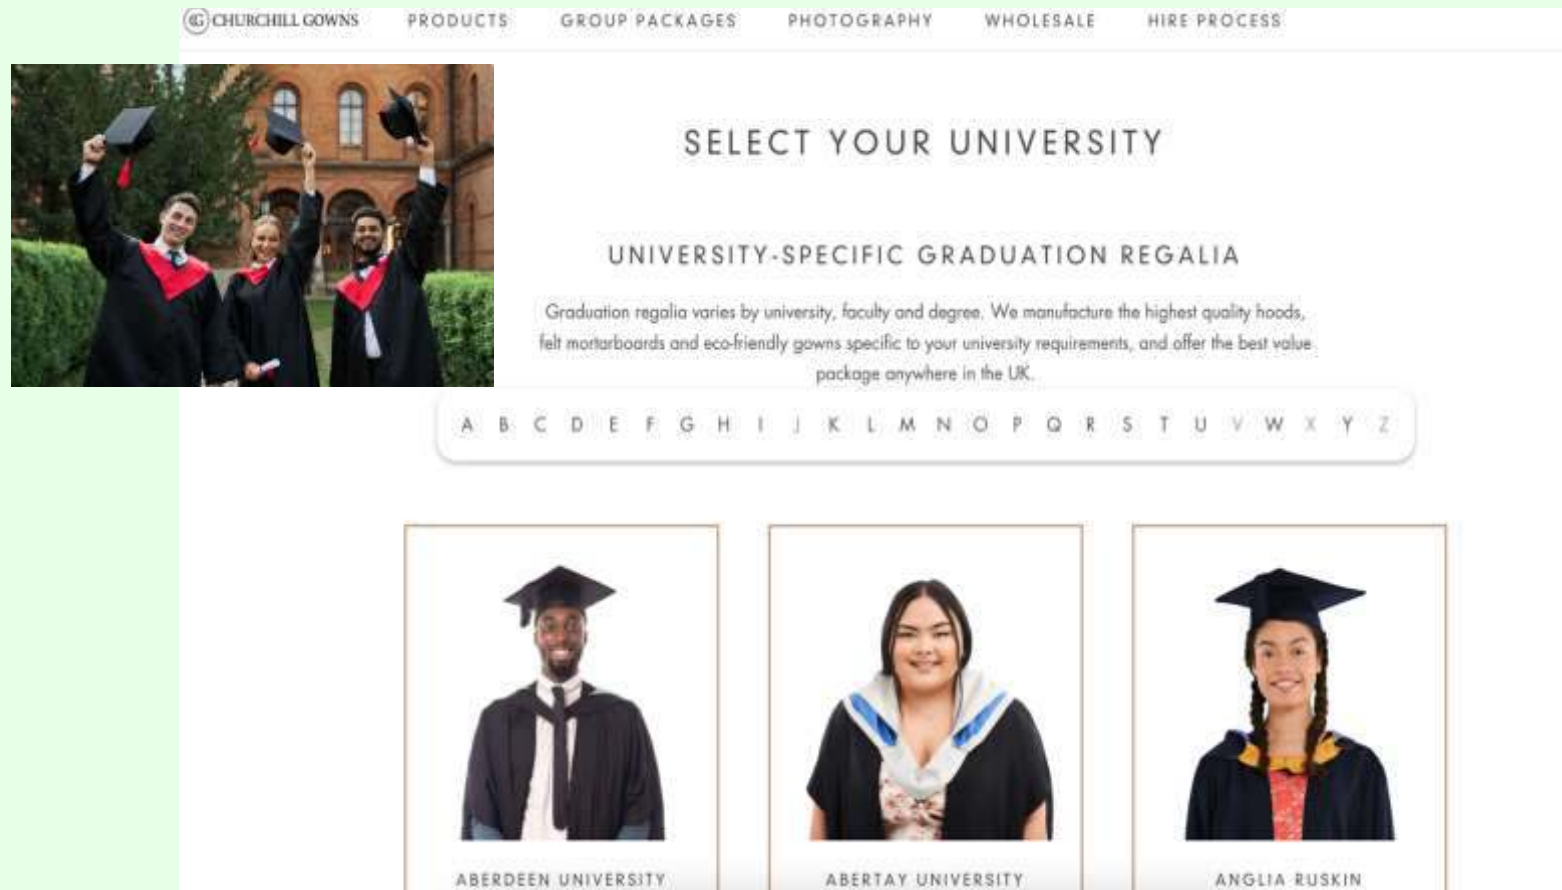 CG CHURCHILL GOWNS PRODUCTS GROUP PACKAGES PHOTOGRAPHY WHOLESALE HIRE PROCESS
SELECT YOUR UNIVERSITY
UNIVERSITY-SPECIFIC GRADUATION REGALIA
Graduation regalia varies by university, faculty and degree. We manufacture the highest quality hoods,
felt mortarboards and eco-friendly gowns specific to your university requirements, and offer the best value
package anywhere in the UK.
A B C D E F G H I J K L M N O P Q R S T U V W X Y Z
ABERDEEN UNIVERSITY ABERTAY UNIVERSITY ANGLIA RUSKIN